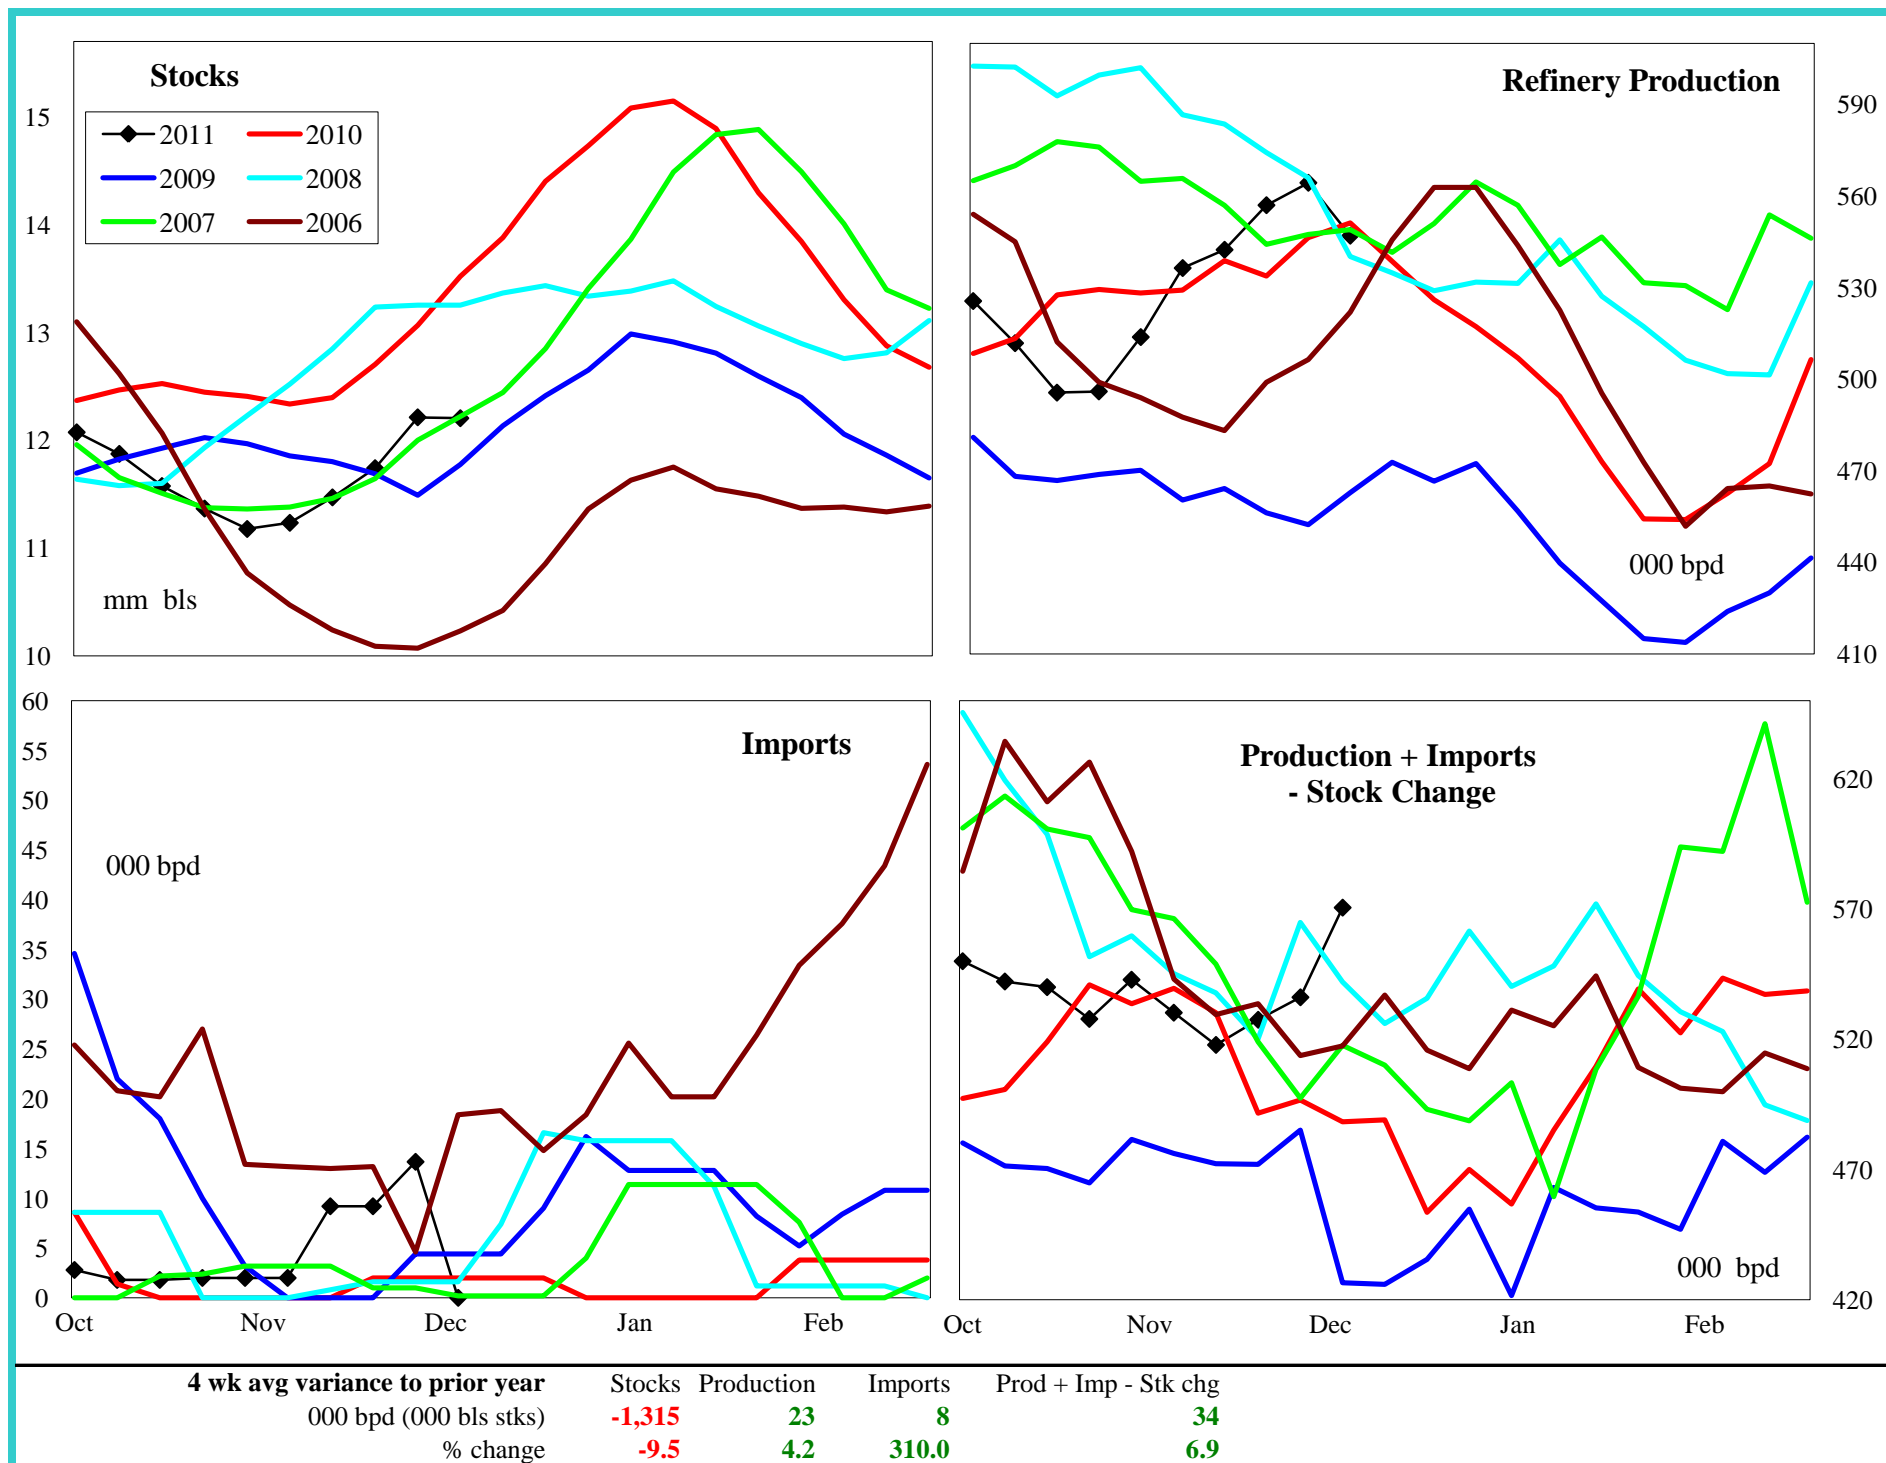 Stocks
15
14
13
12
11
10
2011 2010
2009 2008
2007 2006
mm bls
Refinery Production
590
560
530
500
470
440
410
000 bpd
60
55
50
45
40
35
30
25
20
15
10
5
0
Imports
000 bpd
Oct Nov Dec Jan Feb
Production + Imports
- Stock Change
620
570
520
470
420
000 bpd
Oct Nov Dec Jan Feb
4 wk avg variance to prior year Stocks Production Imports Prod + Imp - Stk chg
000 bpd (000 bls stks) -1,315 23 8 34
% change -9.5 4.2 310.0 6.9